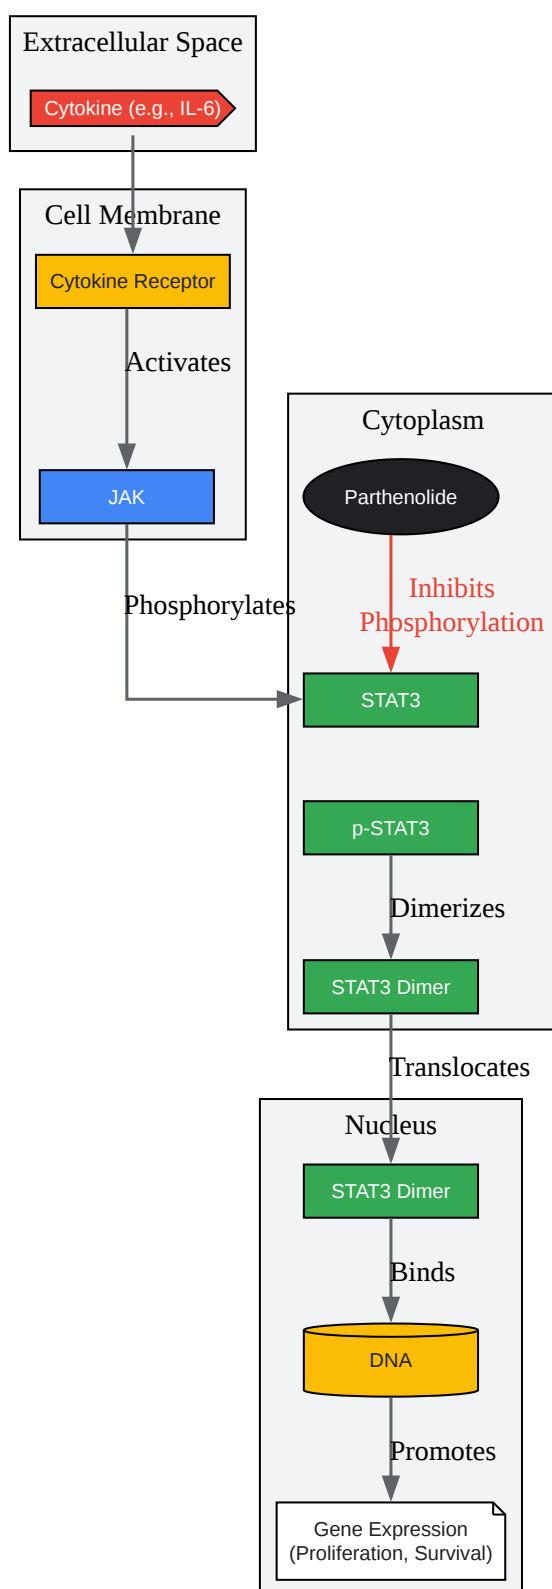 Extracellular Space
Cytokine (e.g., IL-6)
Cell Membrane
Cytokine Receptor
Activates
JAK
Phosphorylates
Cytoplasm
Parthenolide
Inhibits
Phosphorylation
STAT3
p-STAT3
Dimerizes
STAT3 Dimer
Translocates
Nucleus
STAT3 Dimer
Binds
DNA
Promotes
Gene Expression
(Proliferation, Survival)